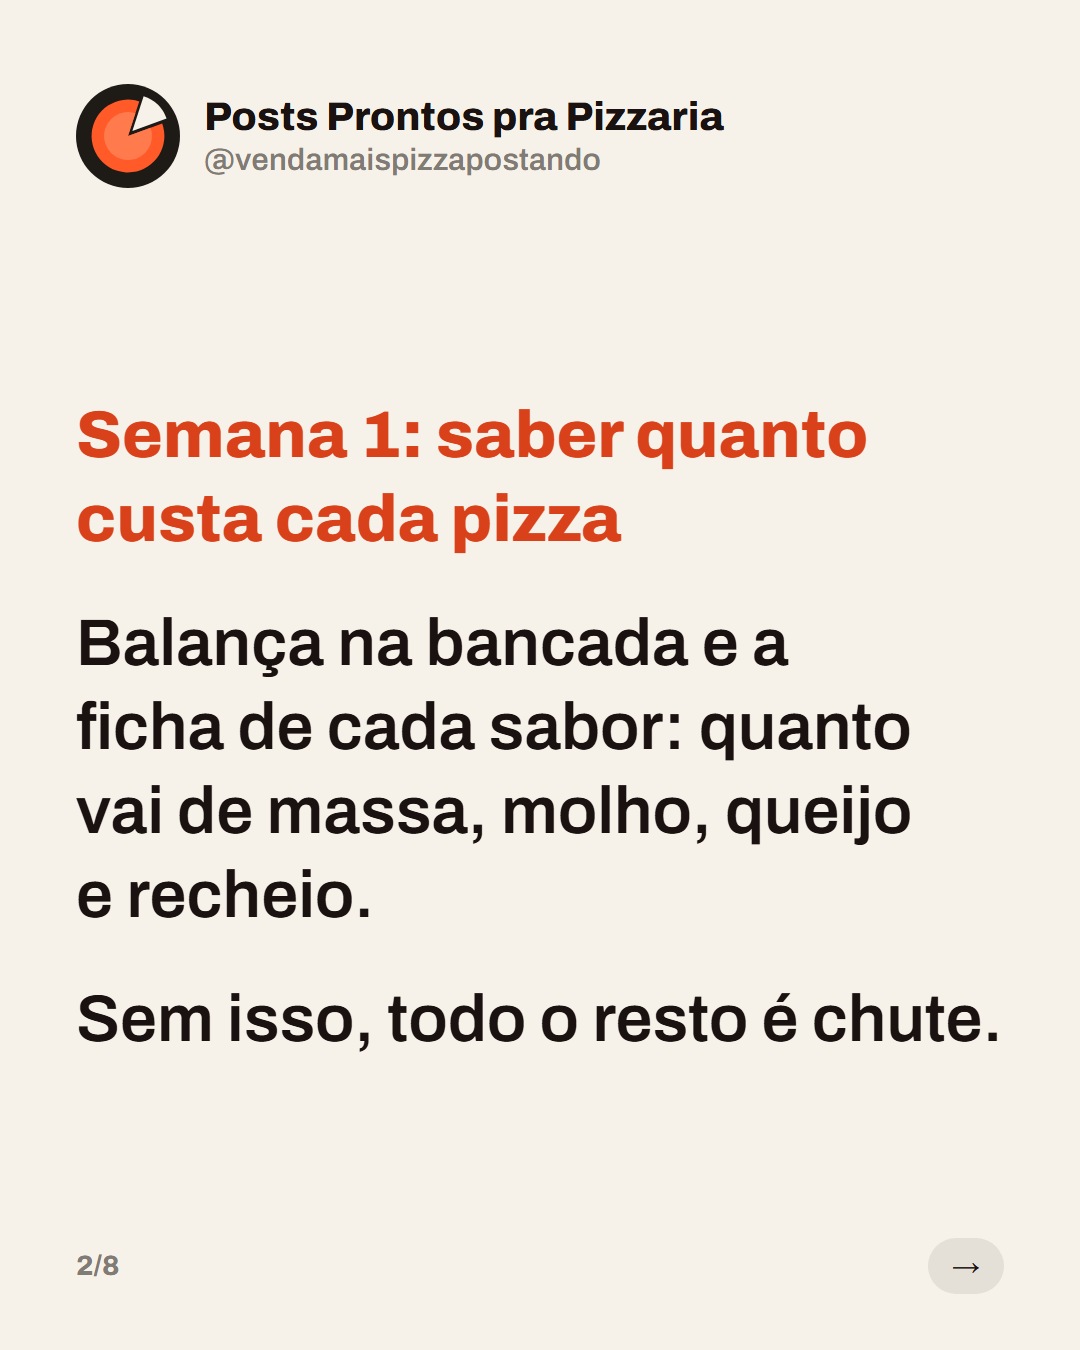 Posts Prontos pra Pizzaria
@vendamaispizzapostando
Semana 1: saber quanto
custa cada pizza
Balança na bancada e a
ficha de cada sabor: quanto
vai de massa, molho, queijo
e recheio.
Sem isso, todo o resto é chute.
2/8
→